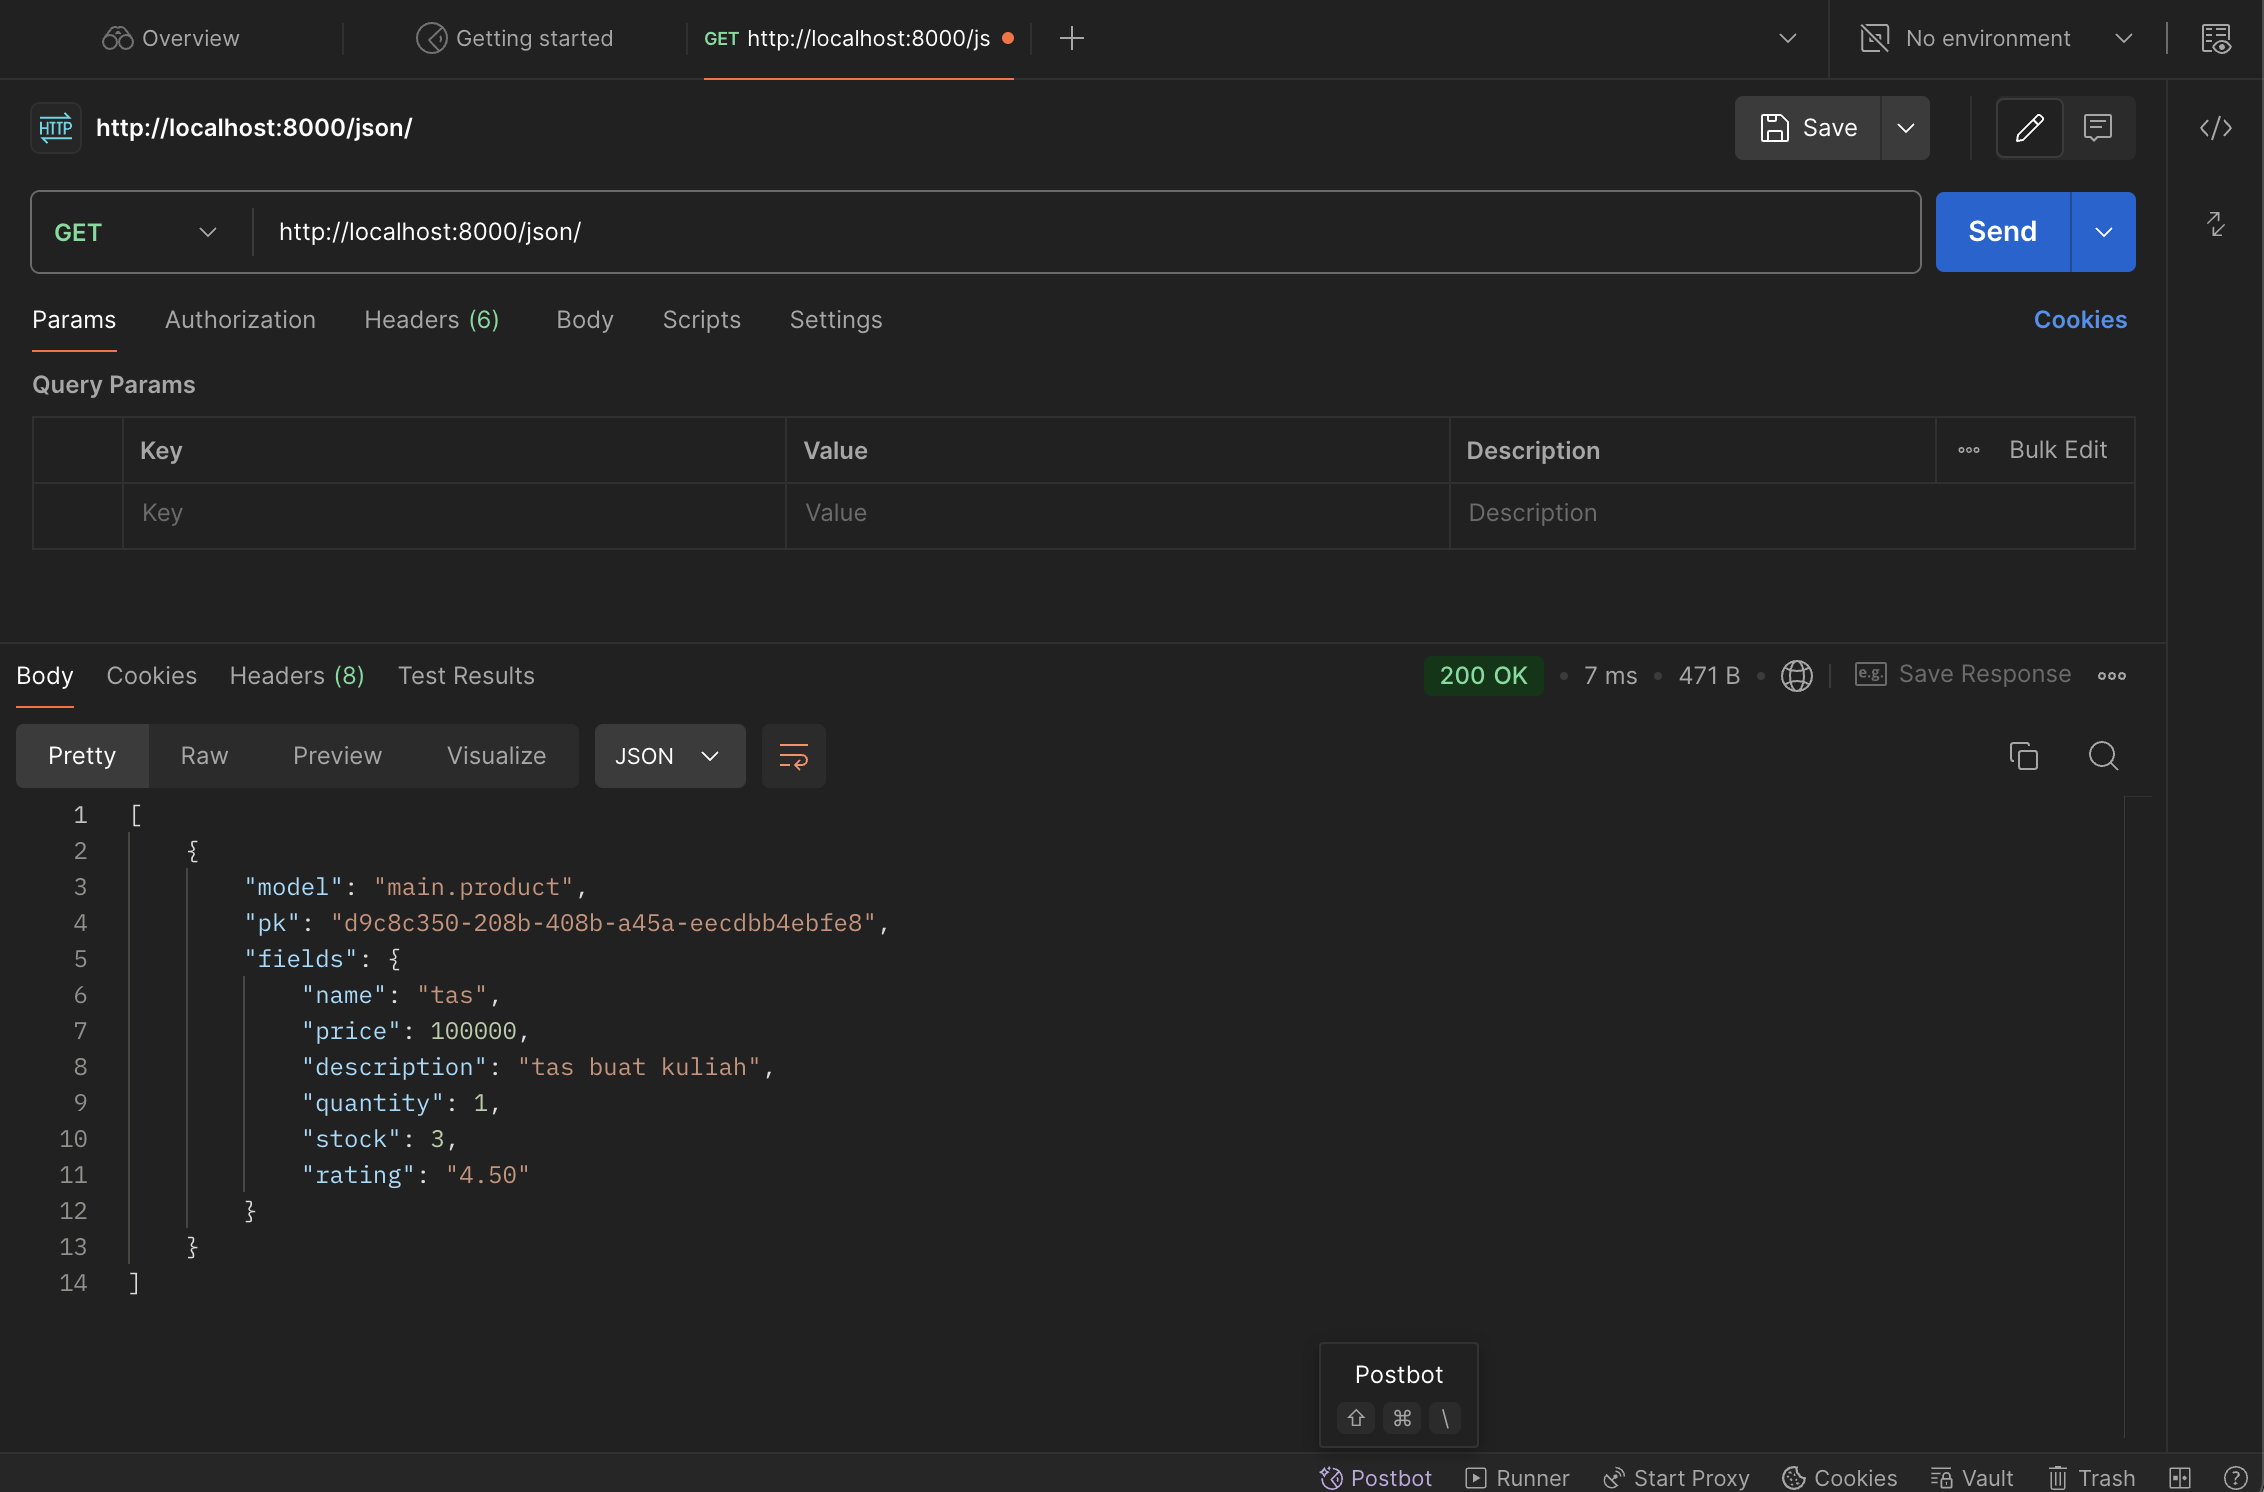 Overview
Getting started
GET http://localhost:8000/js
No environment
HTTP http://localhost:8000/json/
Save
GET http://localhost:8000/json/
Send
Params Authorization Headers (6) Body Scripts Settings Cookies
Query Params
Key Value Description Bulk Edit
Key Value Description
Body Cookies Headers (8) Test Results 200 OK 7 ms 471 B e.g. Save Response
Pretty Raw Preview Visualize JSON
1 [
2 {
3 "model": "main.product",
4 "pk": "d9c8c350-208b-408b-a45a-eecdbb4ebfe8",
5 "fields": {
6 "name": "tas",
7 "price": 100000,
8 "description": "tas buat kuliah",
9 "quantity": 1,
10 "stock": 3,
11 "rating": "4.50"
12 }
13 }
14 ]
Postbot
⇧ ⌘ \
Postbot Runner Start Proxy Cookies Vault Trash